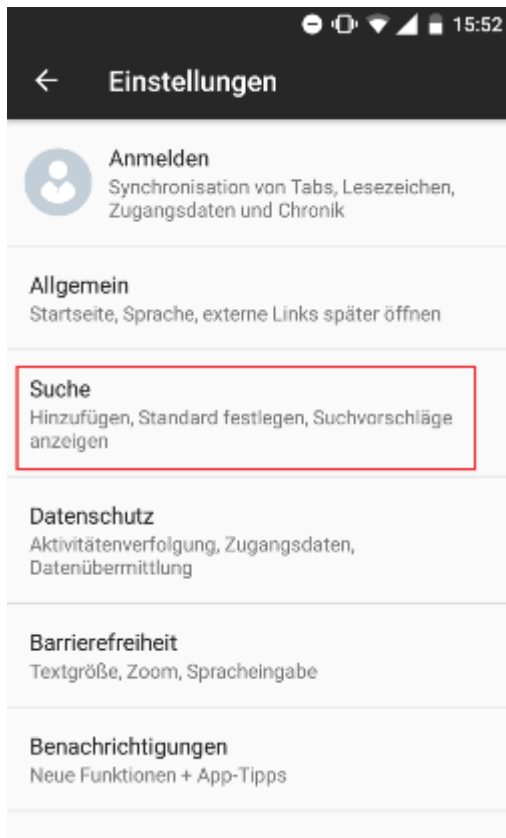 15:52
Einstellungen
Anmelden
Synchronisation von Tabs, Lesezeichen,
Zugangsdaten und Chronik
Allgemein
Startseite, Sprache, externe Links später öffnen
Suche
Hinzufügen, Standard festlegen, Suchvorschläge
anzeigen
Datenschutz
Aktivitätenverfolgung, Zugangsdaten,
Datenübermittlung
Barrierefreiheit
Textgröße, Zoom, Spracheingabe
Benachrichtigungen
Neue Funktionen + App-Tipps